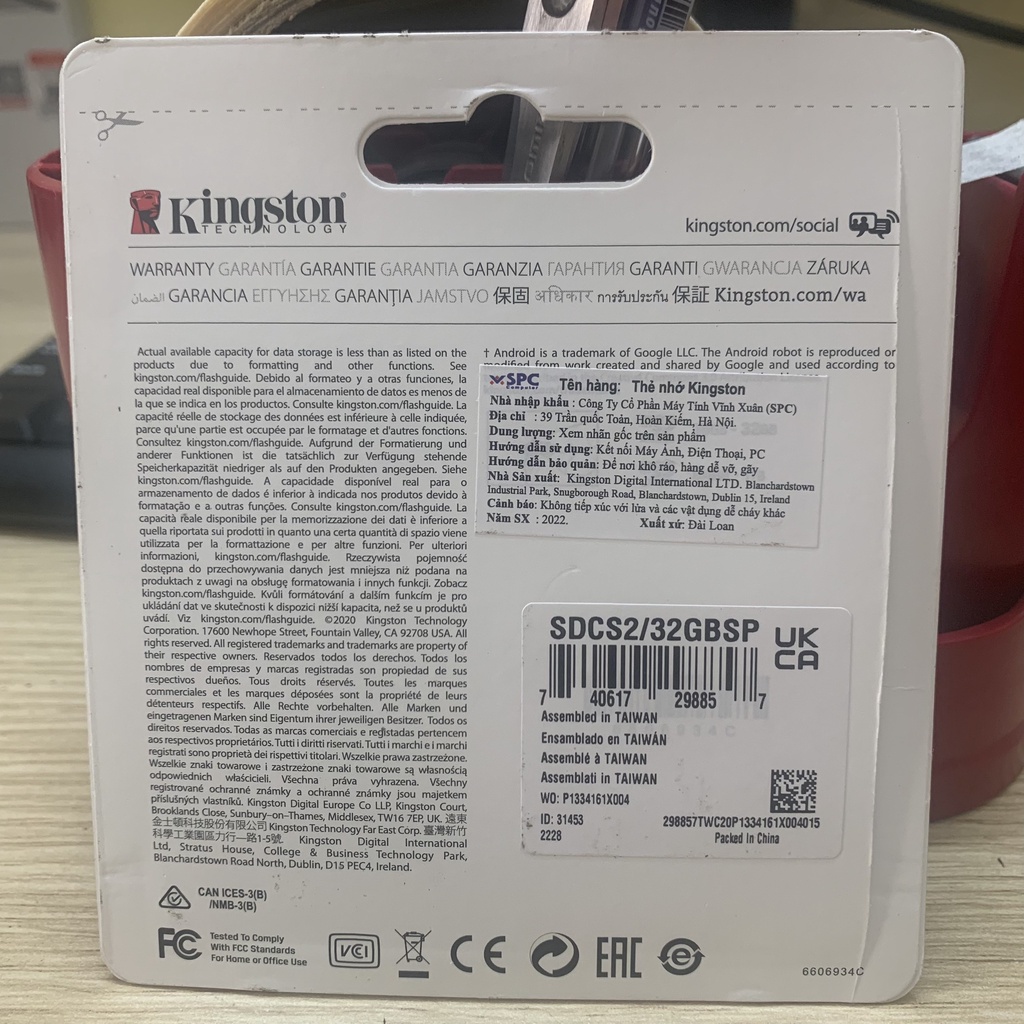 Kingston
TECHNOLOGY
kingston.com/social
WARRANTY GARANTÍA GARANTIE GARANTIA GARANZIA ГАРАНТИЯ GARANTI GWARANCJA ZÁRUKA
الضمان GARANCIA ΕΓΓΥΗΣΗΣ GARANȚIA JAMSTVO 保固 अधिकार การรับประกัน 保証 Kingston.com/wa
Actual available capacity for data storage is less than as listed on the
products due to formatting and other functions. See
kingston.com/flashguide. Debido al formateo y a otras funciones, la
capacidad real disponible para el almacenamiento de datos es menos de
la que se indica en los productos. Consulte kingston.com/flashguide. La
capacité réelle de stockage des données est inférieure à celle indiquée,
parce qu'une partie est occupée par le formatage et d'autres fonctions.
Consultez kingston.com/flashguide. Aufgrund der Formatierung und
anderer Funktionen ist die tatsächlich zur Verfügung stehende
Speicherkapazität niedriger als auf den Produkten angegeben. Siehe
kingston.com/flashguide. A capacidade disponível real para o
armazenamento de dados é inferior à indicada nos produtos devido à
formatação e a outras funções. Consulte kingston.com/flashguide. La
capacità reale disponibile per la memorizzazione dei dati è inferiore a
quella riportata sui prodotti in quanto una certa quantità di spazio viene
utilizzata per la formattazione e per altre funzioni. Per ulteriori
informazioni, kingston.com/flashguide. Rzeczywista pojemność
dostępna do przechowywania danych jest mniejsza niż podana na
produktach z uwagi na obsługę formatowania i innych funkcji. Zobacz
kingston.com/flashguide. Kvůli formátování a dalším funkcím je pro
ukládání dat ve skutečnosti k dispozici nižší kapacita, než se u produktů
uvádí. Viz kingston.com/flashguide. ©2020 Kingston Technology
Corporation. 17600 Newhope Street, Fountain Valley, CA 92708 USA. All
rights reserved. All registered trademarks and trademarks are property of
their respective owners. Reservados todos los derechos. Todos los
nombres de empresas y marcas registradas son propiedad de sus
respectivos dueños. Tous droits réservés. Toutes les marques
commerciales et les marques déposées sont la propriété de leurs
détenteurs respectifs. Alle Rechte vorbehalten. Alle Marken und
eingetragenen Marken sind Eigentum ihrer jeweiligen Besitzer. Todos os
direitos reservados. Todas as marcas comerciais e registadas pertencem
aos respectivos proprietários. Tutti i diritti riservati. Tutti i marchi e i marchi
registrati sono proprietà dei rispettivi titolari. Wszelkie prawa zastrzeżone.
Wszelkie znaki towarowe i zastrzeżone znaki towarowe są własnością
odpowiednich właścicieli. Všechna práva vyhrazena. Všechny
registrované ochranné známky a ochranné známky jsou majetkem
příslušných vlastníků. Kingston Digital Europe Co LLP, Kingston Court,
Brooklands Close, Sunbury-on-Thames, Middlesex, TW16 7EP, UK. 遠東
金士頓科技股份有限公司 Kingston Technology Far East Corp. 臺灣新竹
科學工業園區力行一路1-5號. Kingston Digital International
Ltd, Stratus House, College & Business Technology Park,
Blanchardstown Road North, Dublin, D15 PEC4, Ireland.
† Android is a trademark of Google LLC. The Android robot is reproduced or
modified from work created and shared by Google and used according to
SPC
Computer
Tên hàng: Thẻ nhớ Kingston
Nhà nhập khẩu : Công Ty Cổ Phần Máy Tính Vĩnh Xuân (SPC)
Địa chỉ : 39 Trần quốc Toản, Hoàn Kiếm, Hà Nội.
Dung lượng: Xem nhãn gốc trên sản phẩm
Hướng dẫn sử dụng: Kết nối Máy Ảnh, Điện Thoại, PC
Hướng dẫn bảo quản: Để nơi khô ráo, hàng dễ vỡ, gãy
Nhà Sản xuất: Kingston Digital International LTD. Blanchardstown
Industrial Park, Snugborough Road, Blanchardstown, Dublin 15, Ireland
Cảnh báo: Không tiếp xúc với lửa và các vật dụng dễ cháy khác
Năm SX : 2022. Xuất xứ: Đài Loan
SDCS2/32GBSP
UK
CA
7 40617 29885 7
Assembled in TAIWAN
Ensamblado en TAIWÁN
Assemblé à TAIWAN
Assemblati in TAIWAN
WO: P1334161X004
ID: 31453
2228
298857TWC20P1334161X004015
Packed In China
CAN ICES-3(B)
/NMB-3(B)
FC
Tested To Comply
With FCC Standards
For Home or Office Use
VCCI
CE
EAC
6606934C